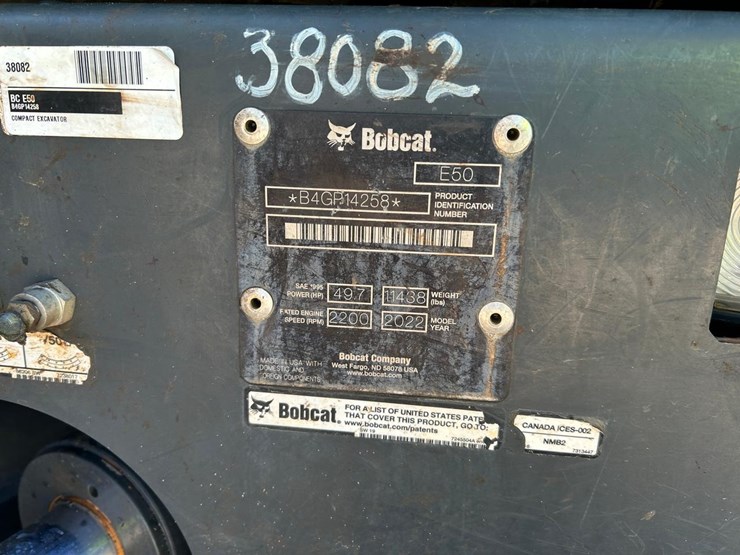 38082
38082
BC E50
B4GP14258
COMPACT EXCAVATOR
Bobcat.
E50
*B4GP14258*
PRODUCT
IDENTIFICATION
NUMBER
SAE 1995
POWER (HP) 49.7 11438 WEIGHT
(lbs)
RATED ENGINE
SPEED (RPM) 2200 2022 MODEL
YEAR
MADE IN USA WITH
DOMESTIC AND
FOREIGN COMPONENTS
Bobcat Company
West Fargo, ND 58078 USA
www.bobcat.com
Bobcat.
FOR A LIST OF UNITED STATES
THAT COVER THIS PRODUCT, GO TO:
www.bobcat.com/patents
CANADA ICES-002
NMB2
7313447